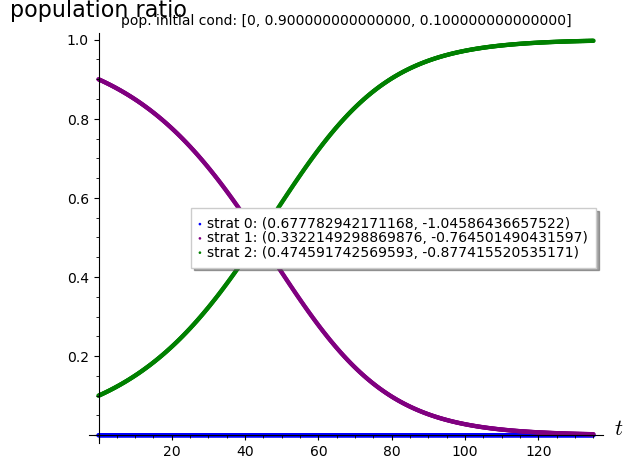 population ratio
pop. initial cond: [0, 0.900000000000000, 0.100000000000000]
1.0
0.8
0.6
strat 0: (0.677782942171168, -1.04586436657522)
strat 1: (0.3322149298869876, -0.764501490431597)
strat 2: (0.474591742569593, -0.877415520535171)
0.4
0.2
t
20 40 60 80 100 120